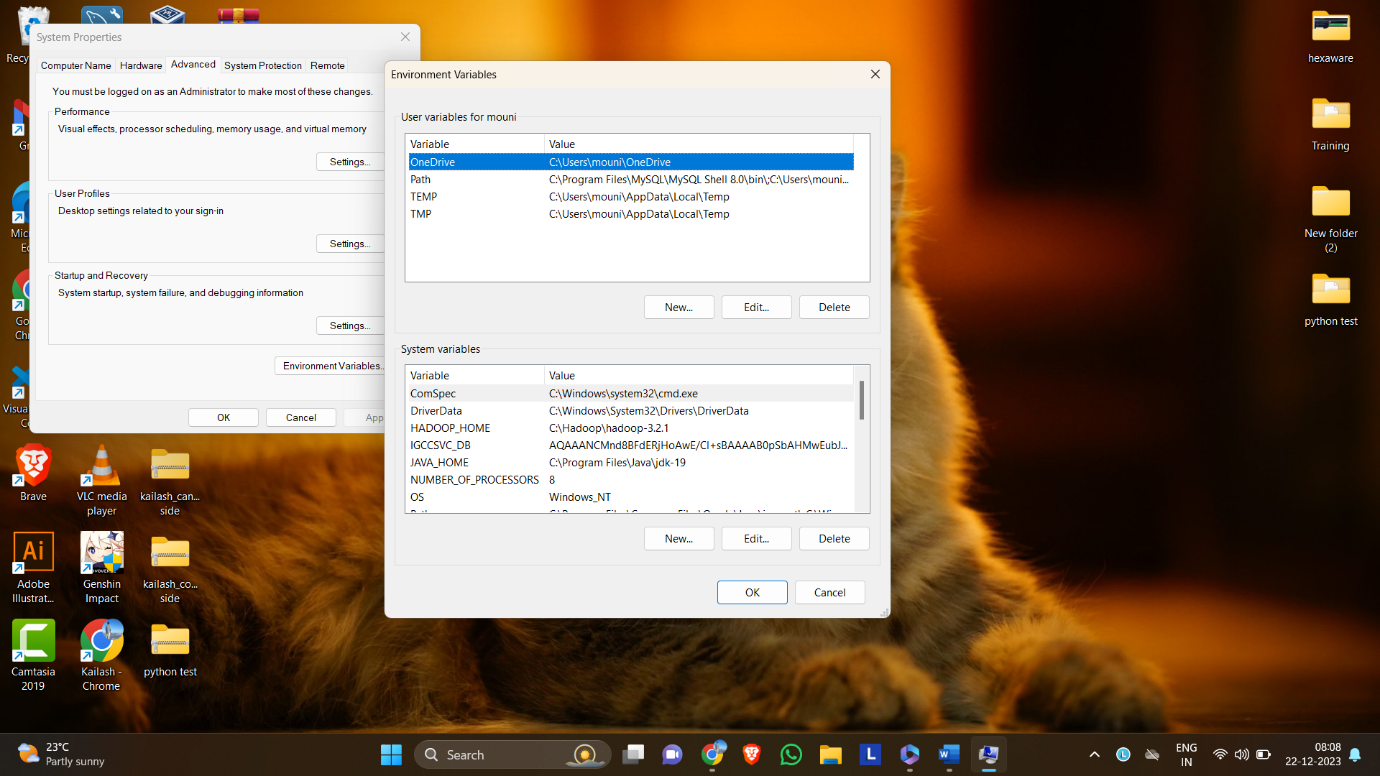 System Properties
Computer Name Hardware Advanced System Protection Remote
You must be logged on as an Administrator to make most of these changes.
Performance
Visual effects, processor scheduling, memory usage, and virtual memory
Settings...
User Profiles
Desktop settings related to your sign-in
Settings...
Startup and Recovery
System startup, system failure, and debugging information
Settings...
Environment Variables..
OK Cancel App
Environment Variables
User variables for mouni
Variable Value
OneDrive C:\Users\mouni\OneDrive
Path C:\Program Files\MySQL\MySQL Shell 8.0\bin\;C:\Users\mouni...
TEMP C:\Users\mouni\AppData\Local\Temp
TMP C:\Users\mouni\AppData\Local\Temp
New... Edit... Delete
System variables
Variable Value
ComSpec C:\Windows\system32\cmd.exe
DriverData C:\Windows\System32\Drivers\DriverData
HADOOP_HOME C:\Hadoop\hadoop-3.2.1
IGCCSVC_DB AQAAANCMnd8BFdERjHoAwE/Cl+sBAAAAB0pSbAHMwEubJ...
JAVA_HOME C:\Program Files\Java\jdk-19
NUMBER_OF_PROCESSORS 8
OS Windows_NT
New... Edit... Delete
OK Cancel
Recy
Gr
Mic
Ec
Go
Chr
Visua
Co
Brave
VLC media
player
kailash_can...
side
Adobe
Illustrat...
Genshin
Impact
kailash_co...
side
Camtasia
2019
Kailash -
Chrome
python test
hexaware
Training
New folder
(2)
python test
23°C
Partly sunny
Search
ENG
IN
08:08
22-12-2023